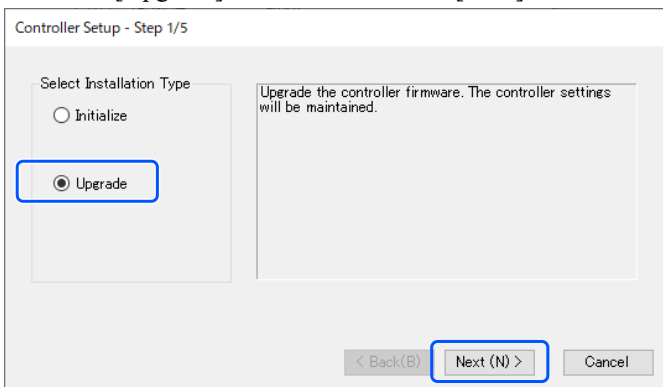 Controller Setup - Step 1/5
Select Installation Type
Initialize
Upgrade
Upgrade the controller firmware. The controller settings
will be maintained.
< Back(B)
Next (N) >
Cancel